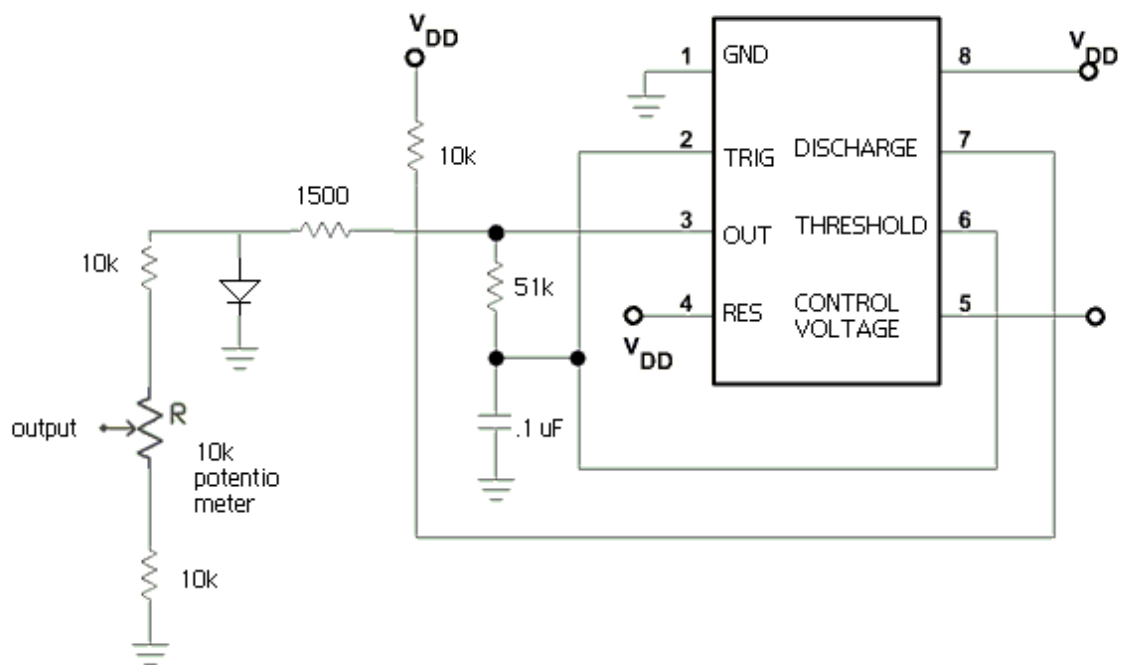 VDD
10k
1500
10k
51k
output
R
10k
potentio
meter
10k
.1 uF
VDD
1
GND
2
TRIG
3
OUT
4
RES
8
VDD
DISCHARGE
7
THRESHOLD
6
CONTROL
VOLTAGE
5